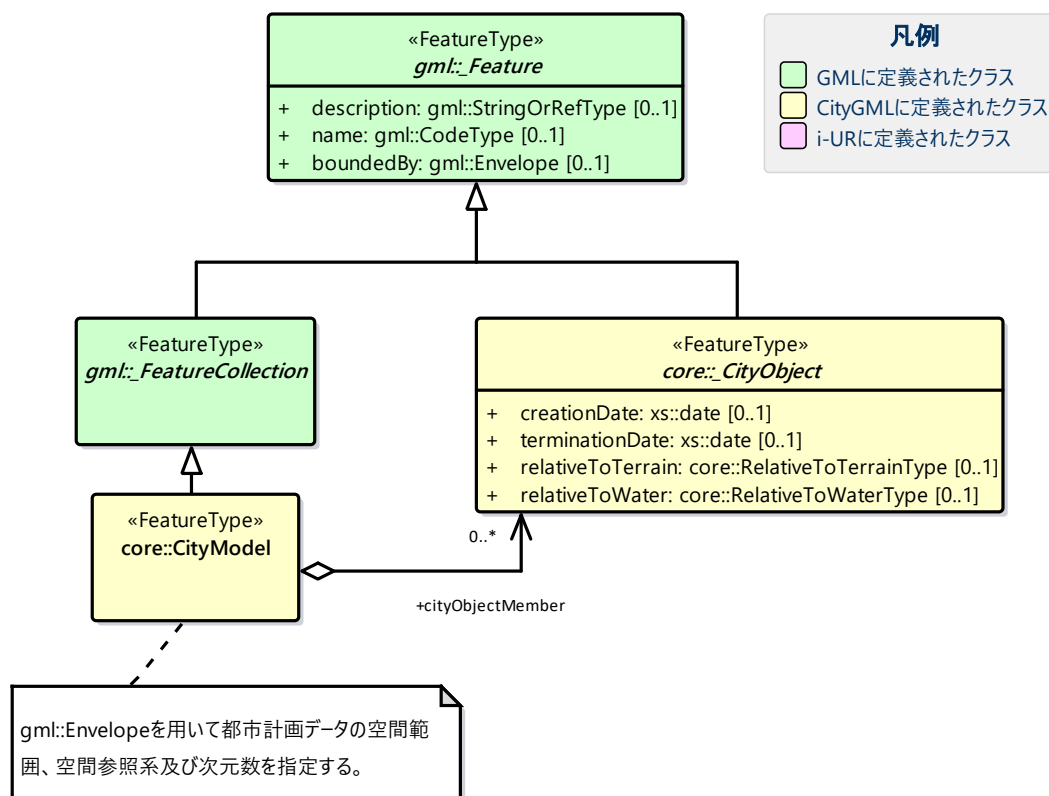 «FeatureType»
gml::_Feature
+ description: gml::StringOrRefType [0..1]
+ name: gml::CodeType [0..1]
+ boundedBy: gml::Envelope [0..1]
凡例
GMLに定義されたクラス
CityGMLに定義されたクラス
i-URに定義されたクラス
«FeatureType»
gml::_FeatureCollection
«FeatureType»
core::_CityObject
+ creationDate: xs::date [0..1]
+ terminationDate: xs::date [0..1]
+ relativeToTerrain: core::RelativeToTerrainType [0..1]
+ relativeToWater: core::RelativeToWaterType [0..1]
«FeatureType»
core::CityModel
0..*
+cityObjectMember
gml::Envelopeを用いて都市計画データの空間範
囲、空間参照系及び次元数を指定する。